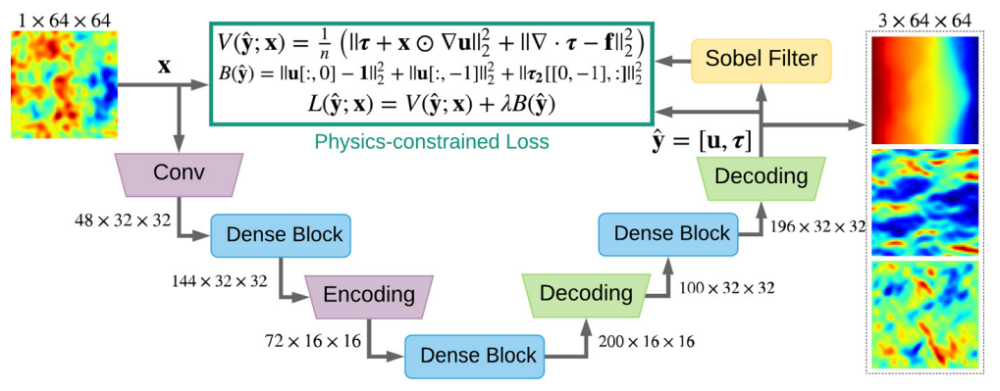 1 × 64 × 64
x
V(ŷ; x) = 1/n (||τ + x ⊙ ∇u||₂² + ||∇ · τ − f||₂²)
B(ŷ) = ||u[:, 0] − 1||₂² + ||u[:, −1]||₂² + ||τ₂[[0, −1], :]||₂²
L(ŷ; x) = V(ŷ; x) + λB(ŷ)
Physics-constrained Loss
Sobel Filter
3 × 64 × 64
ŷ = [u, τ]
Conv
48 × 32 × 32
Dense Block
144 × 32 × 32
Encoding
72 × 16 × 16
Dense Block
200 × 16 × 16
Decoding
100 × 32 × 32
Dense Block
196 × 32 × 32
Decoding